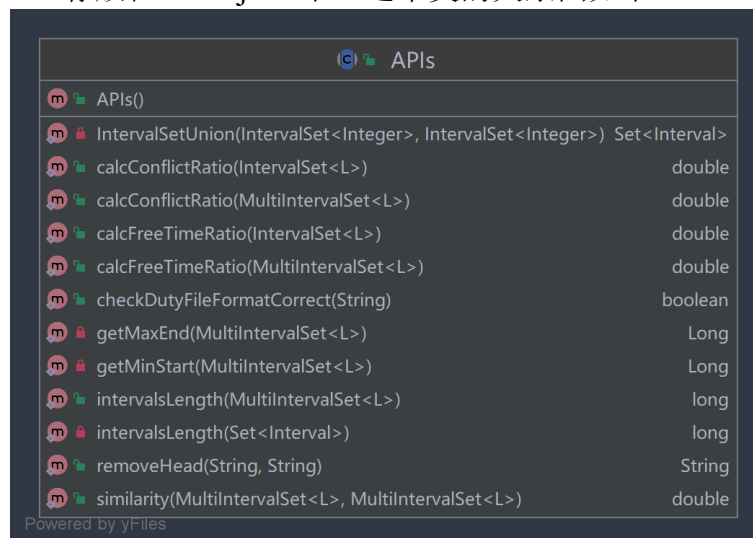 APIs
APIs()
IntervalSetUnion(IntervalSet<Integer>, IntervalSet<Integer>) Set<Interval>
calcConflictRatio(IntervalSet<L>) double
calcConflictRatio(MultiIntervalSet<L>) double
calcFreeTimeRatio(IntervalSet<L>) double
calcFreeTimeRatio(MultiIntervalSet<L>) double
checkDutyFileFormatCorrect(String) boolean
getMaxEnd(MultiIntervalSet<L>) Long
getMinStart(MultiIntervalSet<L>) Long
intervalsLength(MultiIntervalSet<L>) long
intervalsLength(Set<Interval>) long
removeHead(String, String) String
similarity(MultiIntervalSet<L>, MultiIntervalSet<L>) double
Powered by yFiles